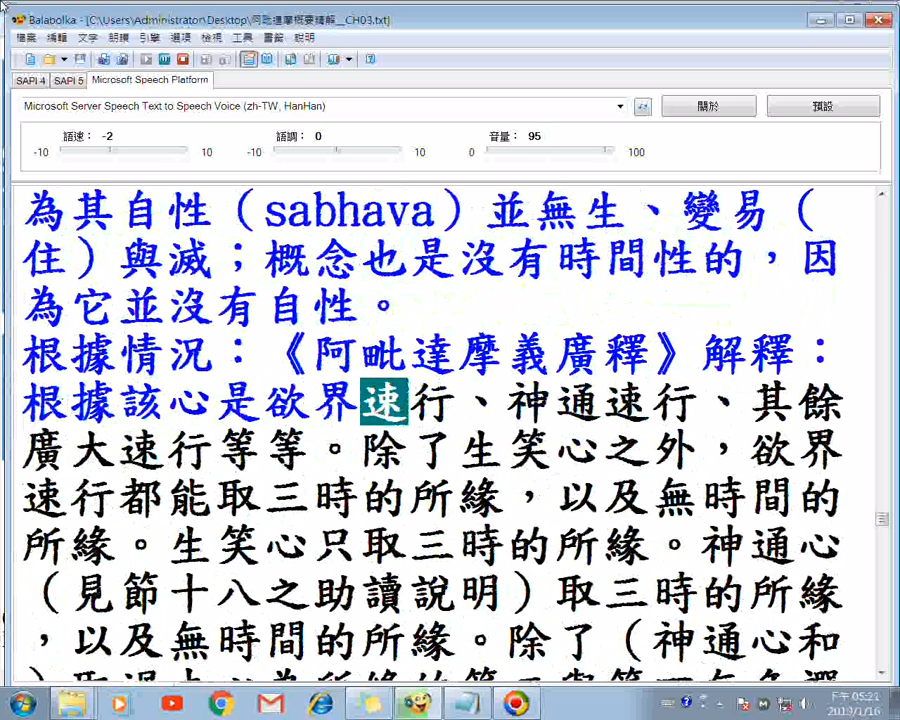 Balabolka - [C:\Users\Administrator\Desktop\阿毗達摩概要精解__CH03.txt]
檔案 編輯 文字 朗讀 引擎 選項 檢視 工具 書籤 說明
SAPI 4 SAPI 5 Microsoft Speech Platform
Microsoft Server Speech Text to Speech Voice (zh-TW, HanHan) 關於 預設
語速： -2 語調： 0 音量： 95
-10 10 -10 10 0 100
為其自性（sabhava）並無生、變易（
住）與滅；概念也是沒有時間性的，因
為它並沒有自性。
根據情況：《阿毗達摩義廣釋》解釋：
根據該心是欲界速行、神通速行、其餘
廣大速行等等。除了生笑心之外，欲界
速行都能取三時的所緣，以及無時間的
所緣。生笑心只取三時的所緣。神通心
（見節十八之助讀說明）取三時的所緣
，以及無時間的所緣。除了（神通心和
下午 05:21
2019/1/16